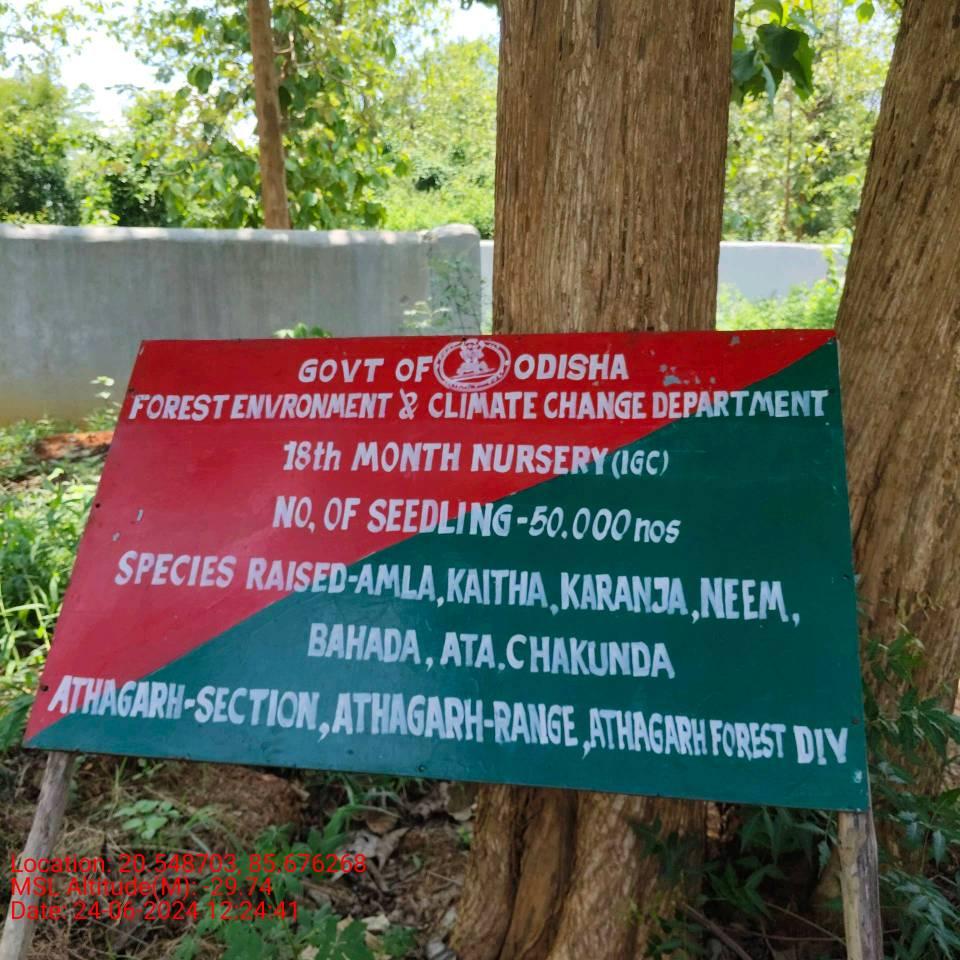 GOVT OF ODISHA
FOREST ENVRONMENT & CLIMATE CHANGE DEPARTMENT
18th MONTH NURSERY (IGC)
NO, OF SEEDLING-50.000 nos
SPECIES RAISED-AMLA, KAITHA, KARANJA, NEEM,
BAHADA, ATA. CHAKUNDA
ATHAGARH-SECTION, ATHAGARH-RANGE, ATHAGARH FOREST DIV
Location: 20.548703, 85.676268
MSL Altitude(M): -29.74
Date: 24-06-2024 12:24:41